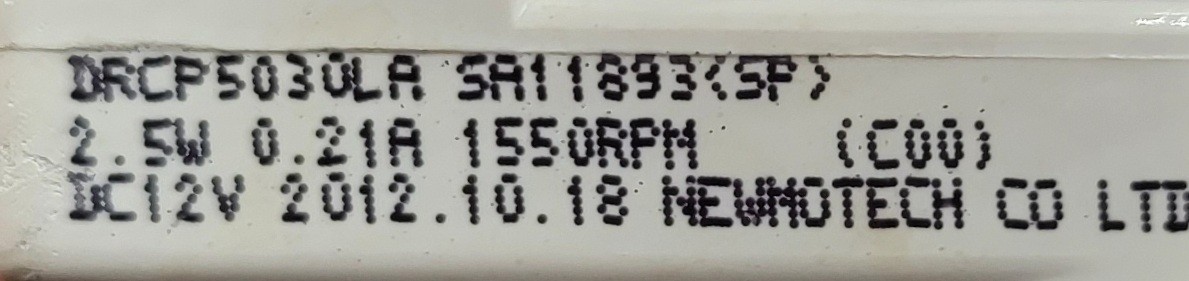 DRCP5030LA SA11893(SP)
2.5W 0.21A 1550RPM (C00)
DC12V 2012.10.18 NEWMOTECH CO LTD